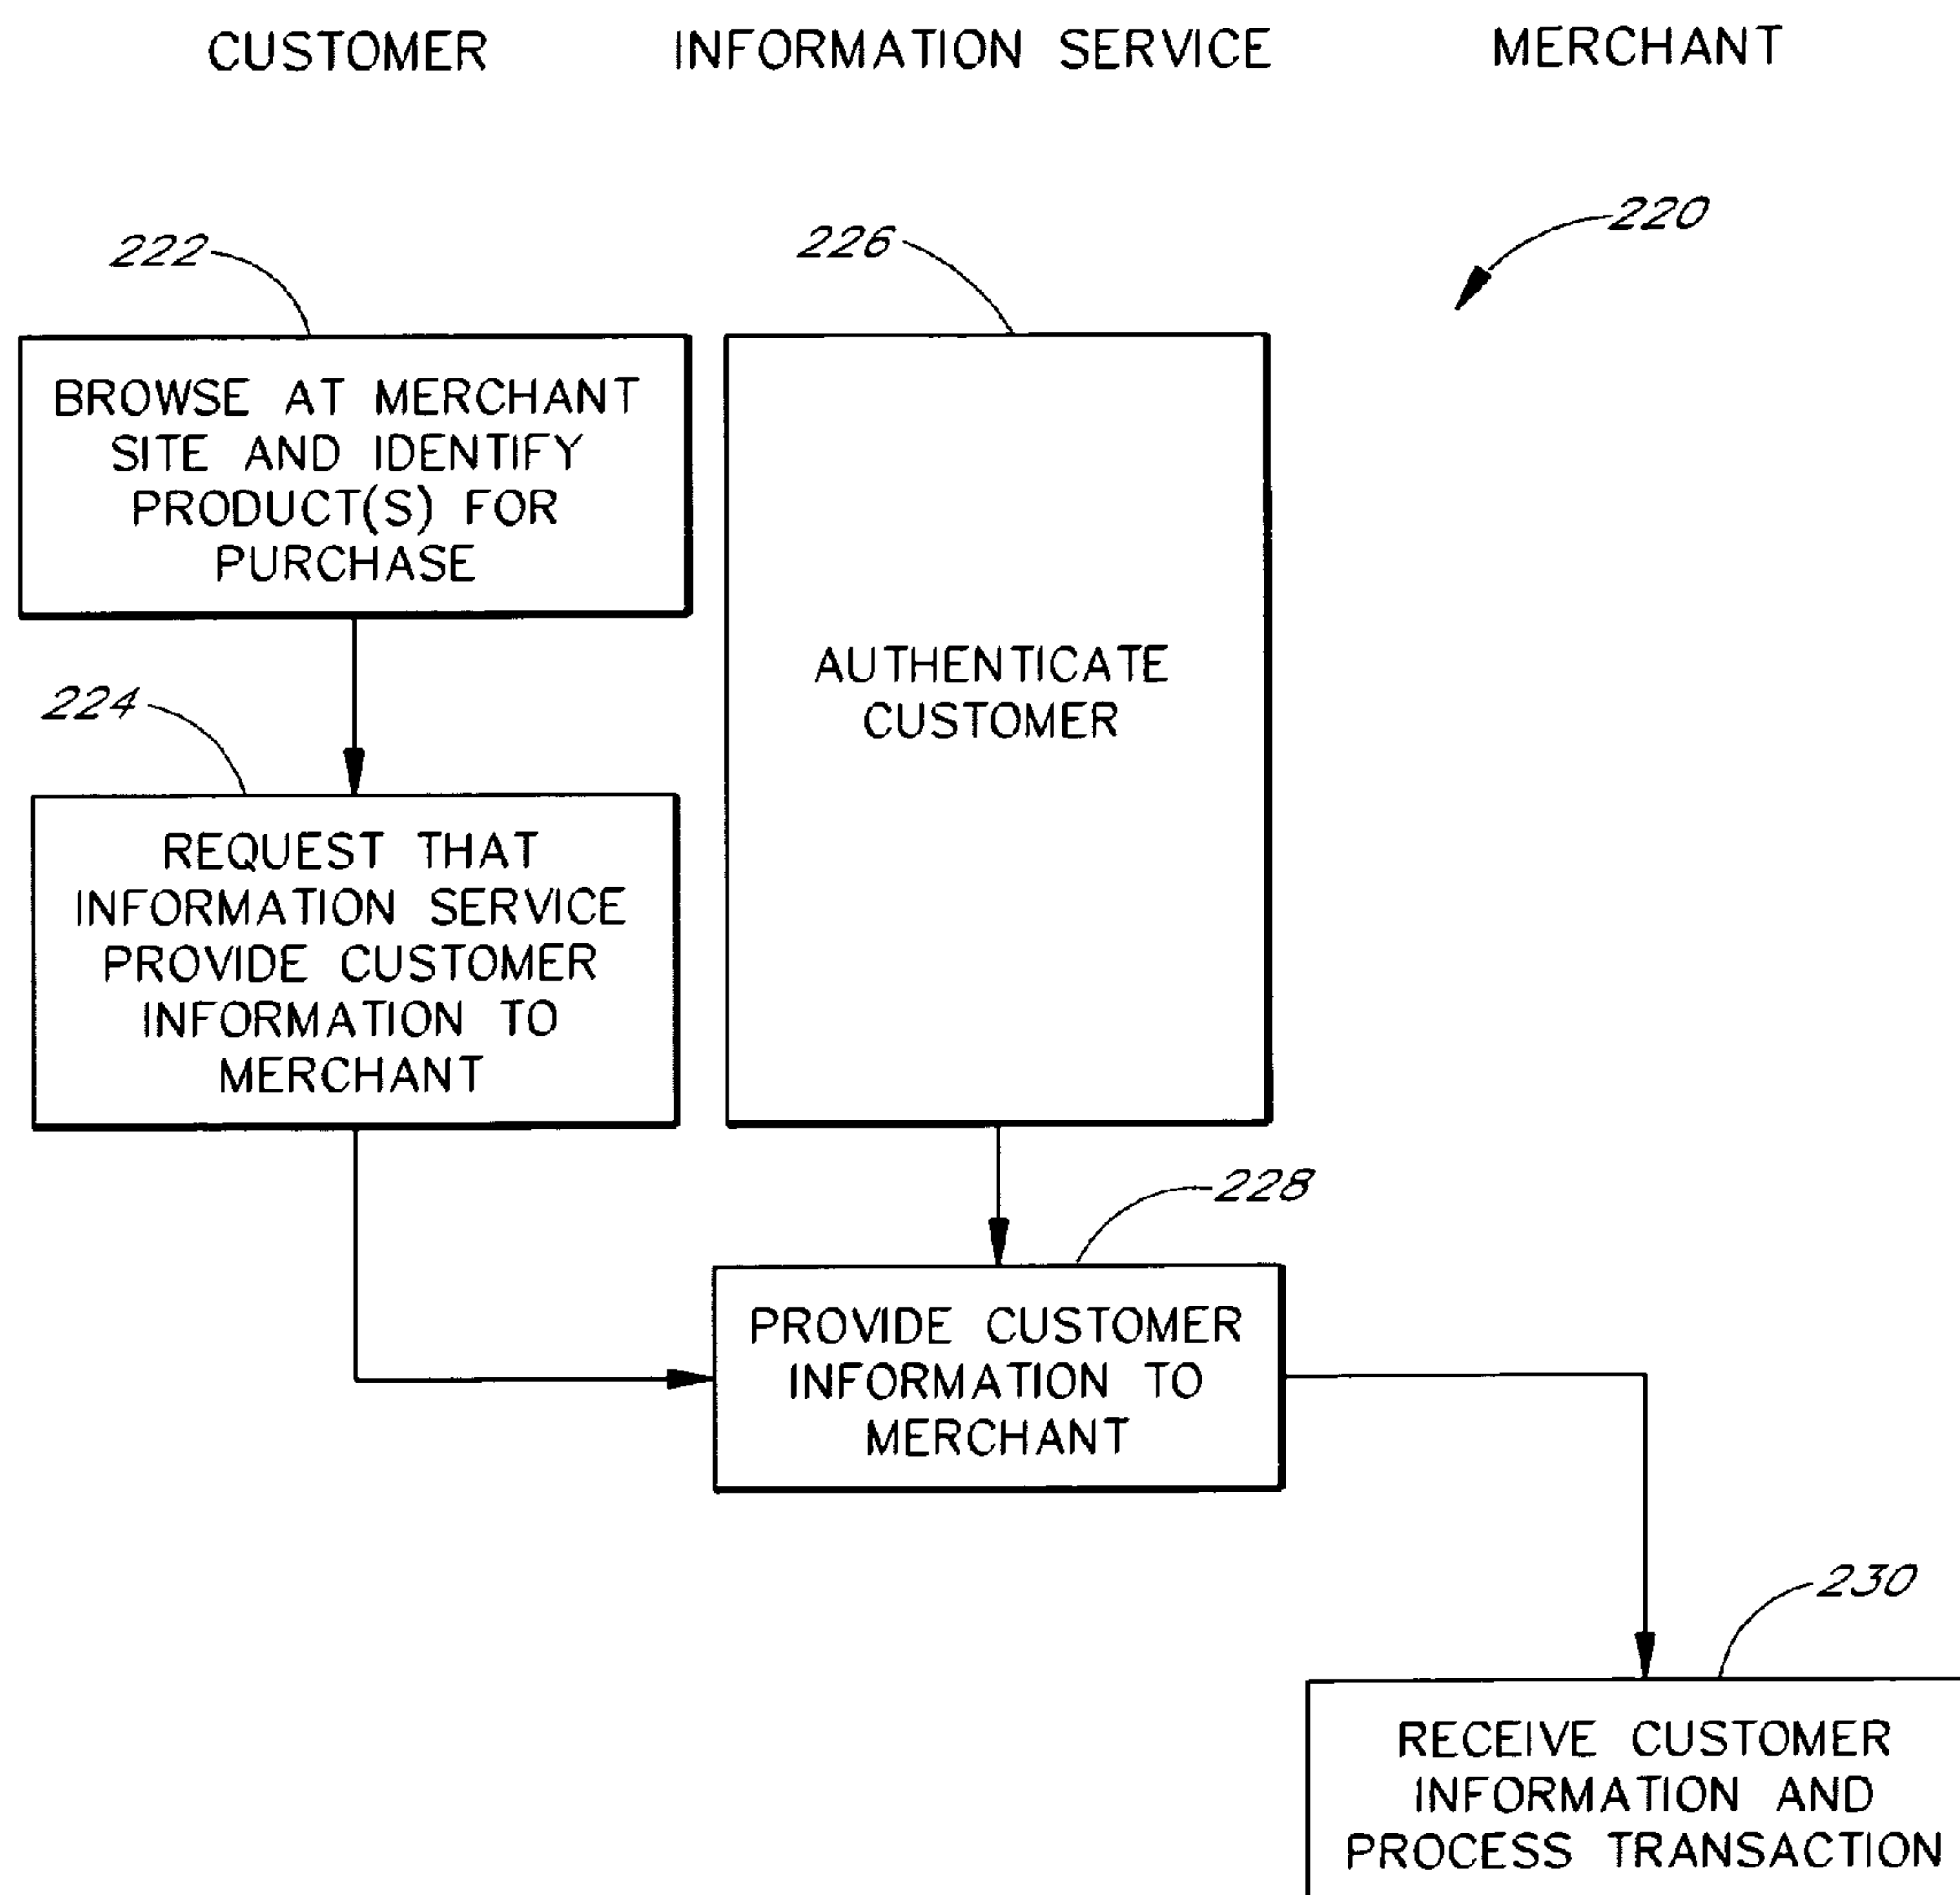 CUSTOMER
INFORMATION SERVICE
MERCHANT
220
222
226
BROWSE AT MERCHANT
SITE AND IDENTIFY
PRODUCT(S) FOR
PURCHASE
AUTHENTICATE
CUSTOMER
224
REQUEST THAT
INFORMATION SERVICE
PROVIDE CUSTOMER
INFORMATION TO
MERCHANT
228
PROVIDE CUSTOMER
INFORMATION TO
MERCHANT
230
RECEIVE CUSTOMER
INFORMATION AND
PROCESS TRANSACTION